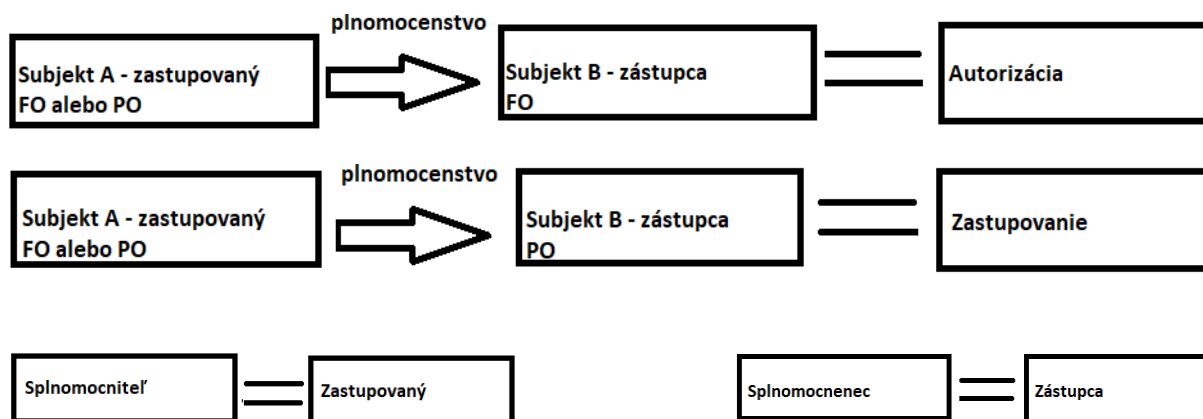 plnomocenstvo
Subjekt A - zastupovaný
FO alebo PO
Subjekt B - zástupca
FO
Autorizácia
plnomocenstvo
Subjekt A - zastupovaný
FO alebo PO
Subjekt B - zástupca
PO
Zastupovanie
Splnomocniteľ
Zastupovaný
Splnomocnenec
Zástupca